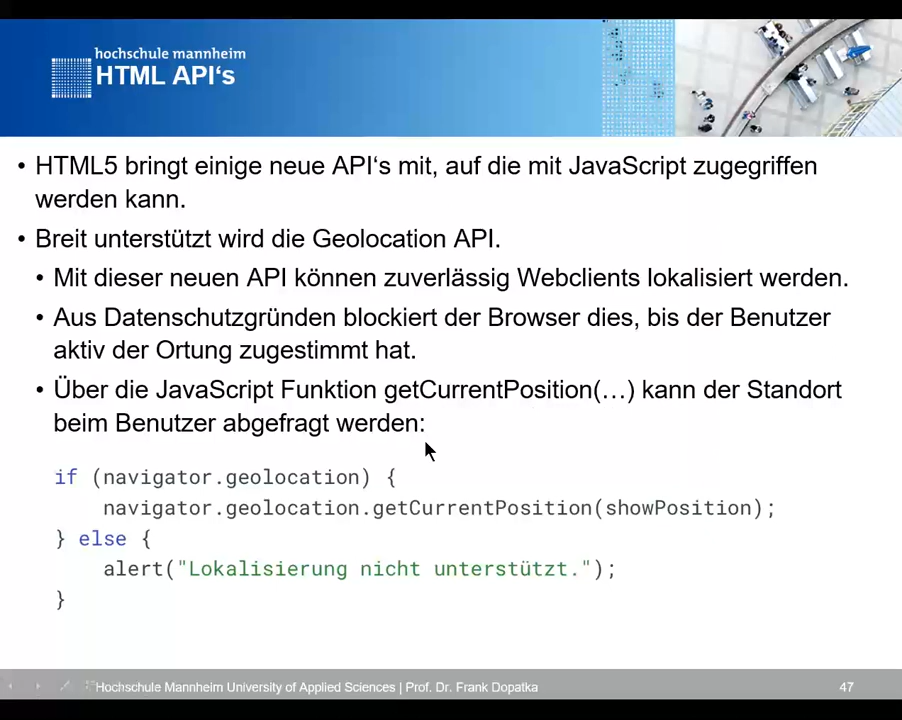 hochschule mannheim
HTML API‘s
• HTML5 bringt einige neue API‘s mit, auf die mit JavaScript zugegriffen
werden kann.
• Breit unterstützt wird die Geolocation API.
• Mit dieser neuen API können zuverlässig Webclients lokalisiert werden.
• Aus Datenschutzgründen blockiert der Browser dies, bis der Benutzer
aktiv der Ortung zugestimmt hat.
• Über die JavaScript Funktion getCurrentPosition(…) kann der Standort
beim Benutzer abgefragt werden:
if (navigator.geolocation) {
navigator.geolocation.getCurrentPosition(showPosition);
} else {
alert("Lokalisierung nicht unterstützt.");
}
Hochschule Mannheim University of Applied Sciences | Prof. Dr. Frank Dopatka
47